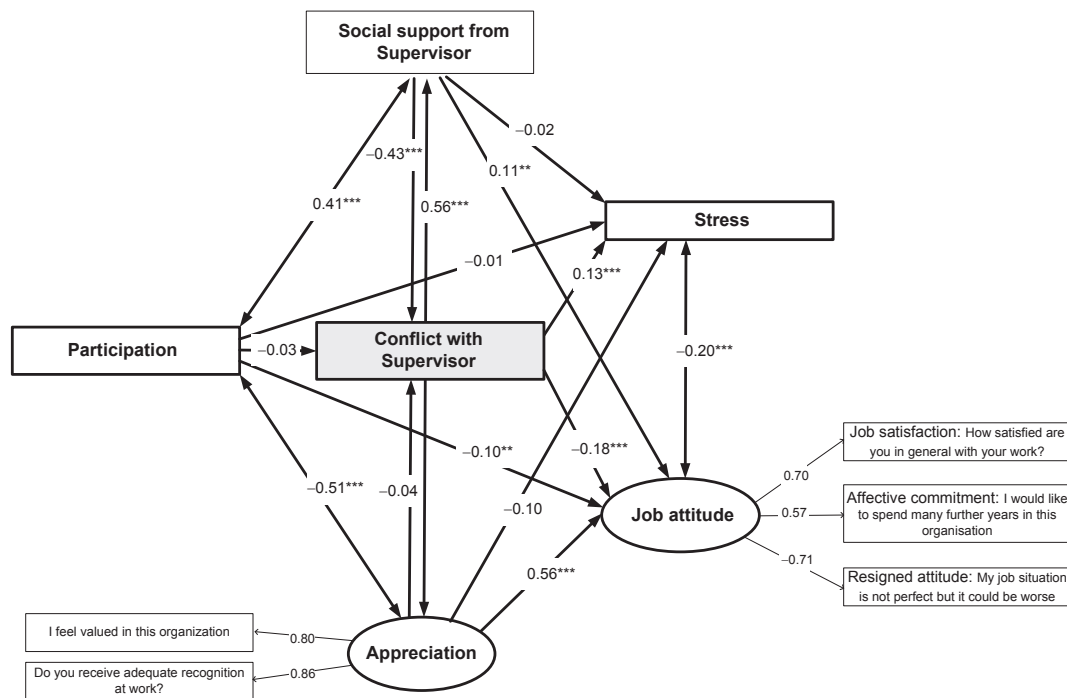 Social support from
Supervisor
–0.02
–0.43***
0.11**
0.41***
0.56***
Stress
–0.01
0.13***
Participation
–0.03
Conflict with
Supervisor
–0.20***
Job satisfaction: How satisfied are
you in general with your work?
–0.10**
–0.18***
0.70
–0.51***
–0.04
–0.10
Job attitude
0.57
Affective commitment: I would like
to spend many further years in this
organisation
–0.71
0.56***
Resigned attitude: My job situation
is not perfect but it could be worse
I feel valued in this organization
0.80
Appreciation
Do you receive adequate recognition
at work?
0.86